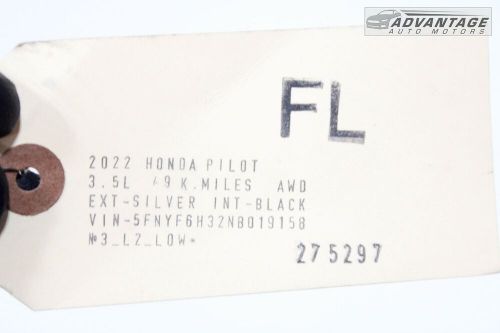 ADVANTAGE
AUTO MOTORS
FL
2022 HONDA PILOT
3.5L 49 K.MILES AWD
EXT-SILVER INT-BLACK
VIN-5FNYF6H32NB019158
№3_L2_LOW*
275297